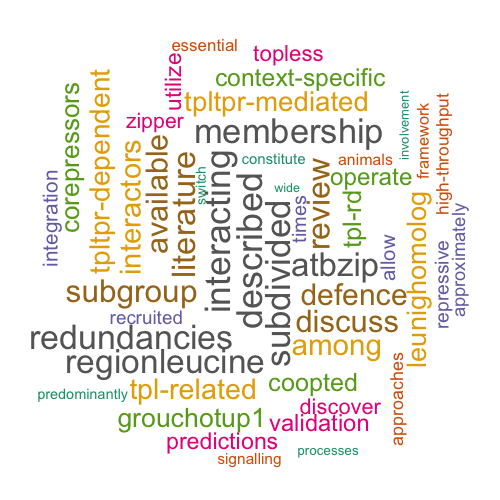 essential
topless
utilize
context-specific
tpltpr-mediated
zipper
membership
corepressors
tpltpr-dependent
interactors
available
literature
constitute
switch
wide
interacting
described
subdivided
times
review
animals
operate
tpl-rd
involvement
framework
high-throughput
integration
atbzip
allow
leunighomolog
repressive
approximately
subgroup
defence
recruited
discuss
redundancies
among
regionleucine
predominantly
tpl-related
coopted
approaches
grouchotup1
discover
validation
predictions
signalling
processes